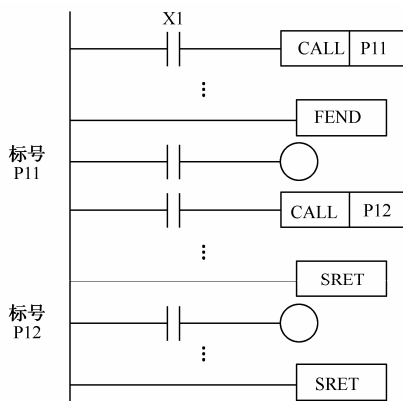 X1
CALL P11
FEND
标号
P11
CALL P12
SRET
标号
P12
SRET